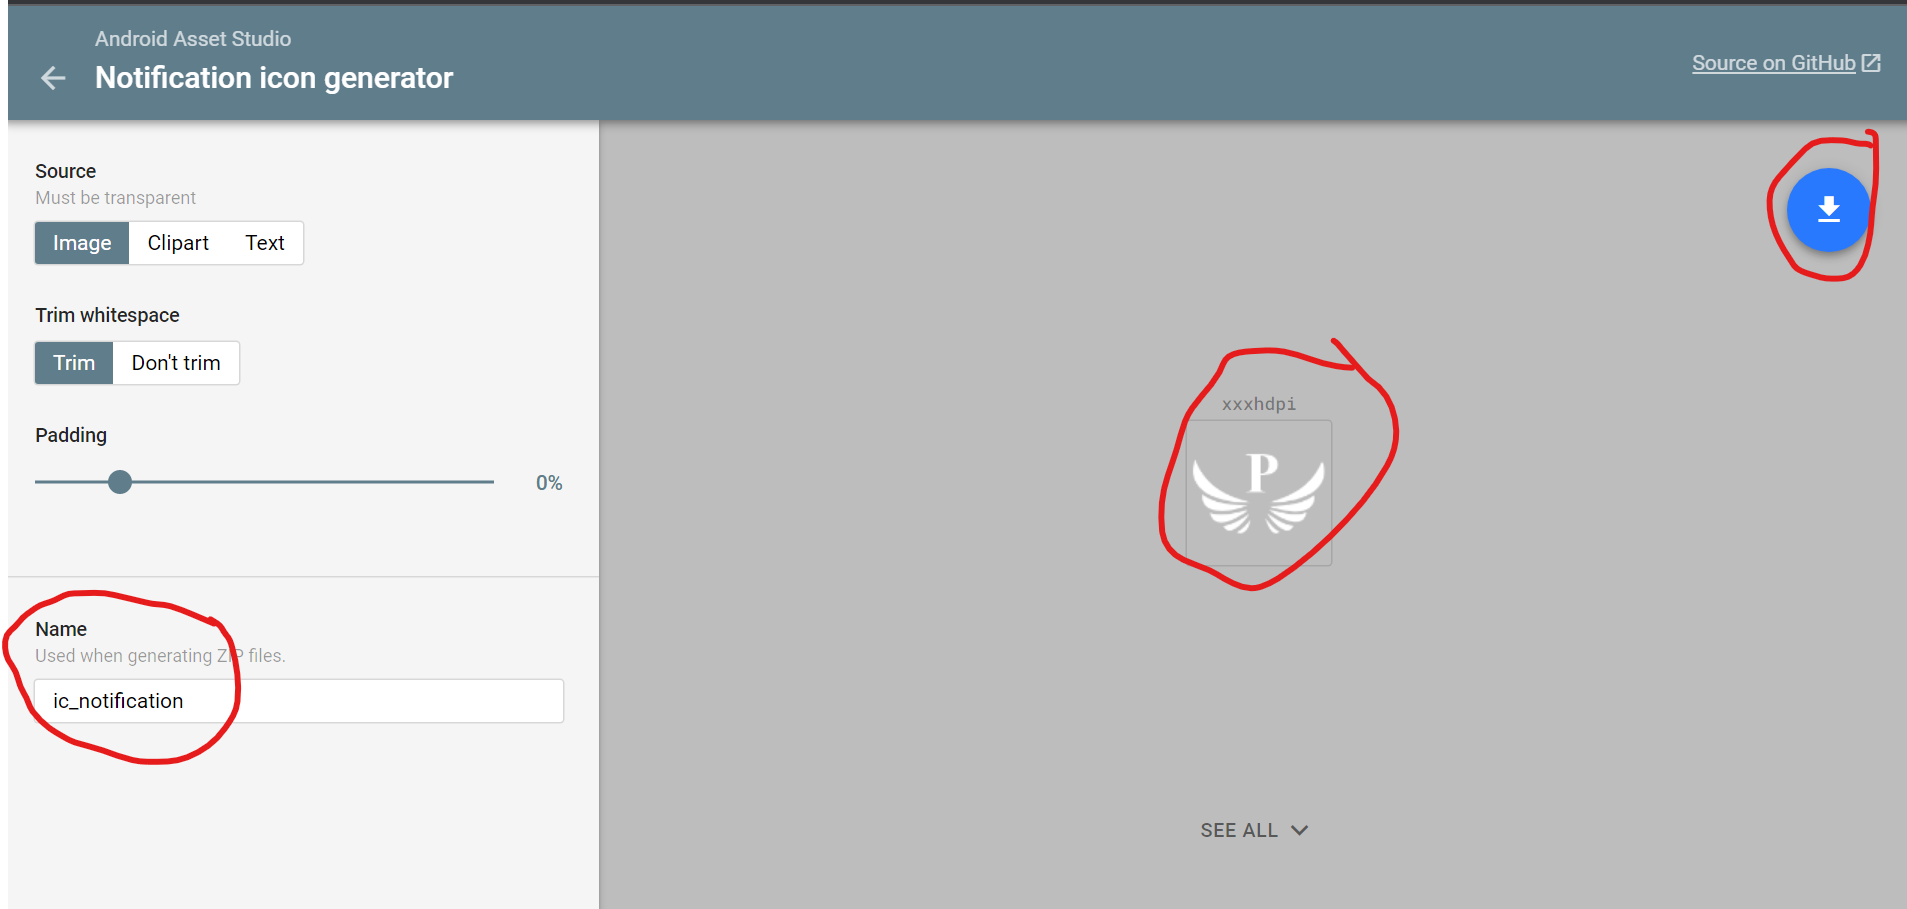 Android Asset Studio
Notification icon generator
Source on GitHub
Source
Must be transparent
Image Clipart Text
Trim whitespace
Trim Don't trim
Padding
0%
Name
Used when generating ZIP files.
ic_notification
xxxhdpi
P
SEE ALL